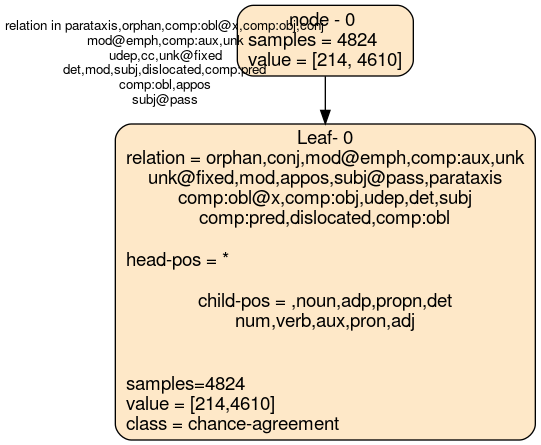 relation in parataxis,orphan,comp:obl@x,comp:obj,conj
mod@emph,comp:aux,unk
udep,cc,unk@fixed
det,mod,subj,dislocated,comp:pred
comp:obl,appos
subj@pass
node - 0
samples = 4824
value = [214, 4610]
Leaf- 0
relation = orphan,conj,mod@emph,comp:aux,unk
unk@fixed,mod,appos,subj@pass,parataxis
comp:obl@x,comp:obj,udep,det,subj
comp:pred,dislocated,comp:obl
head-pos = *
child-pos = ,noun,adp,propn,det
num,verb,aux,pron,adj
samples=4824
value = [214,4610]
class = chance-agreement